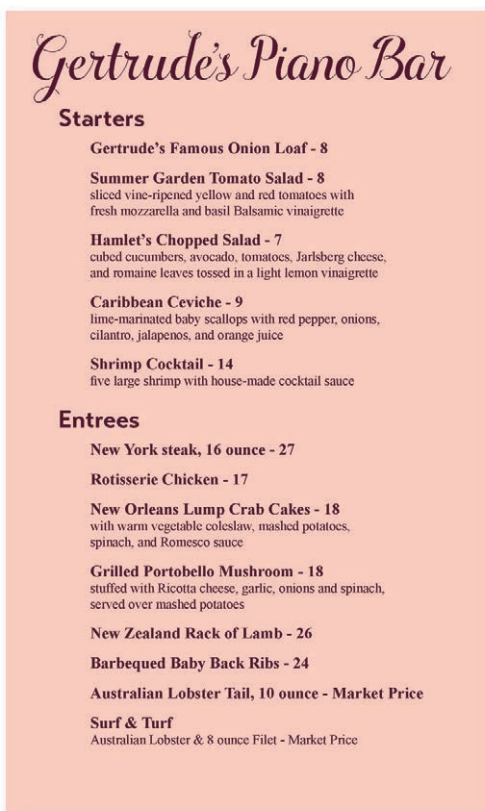 Gertrude's Piano Bar
Starters
Gertrude's Famous Onion Loaf - 8
Summer Garden Tomato Salad - 8
sliced vine-ripened yellow and red tomatoes with
fresh mozzarella and basil Balsamic vinaigrette
Hamlet's Chopped Salad - 7
cubed cucumbers, avocado, tomatoes, Jarlsberg cheese,
and romaine leaves tossed in a light lemon vinaigrette
Caribbean Ceviche - 9
lime-marinated baby scallops with red pepper, onions,
cilantro, jalapenos, and orange juice
Shrimp Cocktail - 14
five large shrimp with house-made cocktail sauce
Entrees
New York steak, 16 ounce - 27
Rotisserie Chicken - 17
New Orleans Lump Crab Cakes - 18
with warm vegetable coleslaw, mashed potatoes,
spinach, and Romesco sauce
Grilled Portobello Mushroom - 18
stuffed with Ricotta cheese, garlic, onions and spinach,
served over mashed potatoes
New Zealand Rack of Lamb - 26
Barbequed Baby Back Ribs - 24
Australian Lobster Tail, 10 ounce - Market Price
Surf & Turf
Australian Lobster & 8 ounce Filet - Market Price